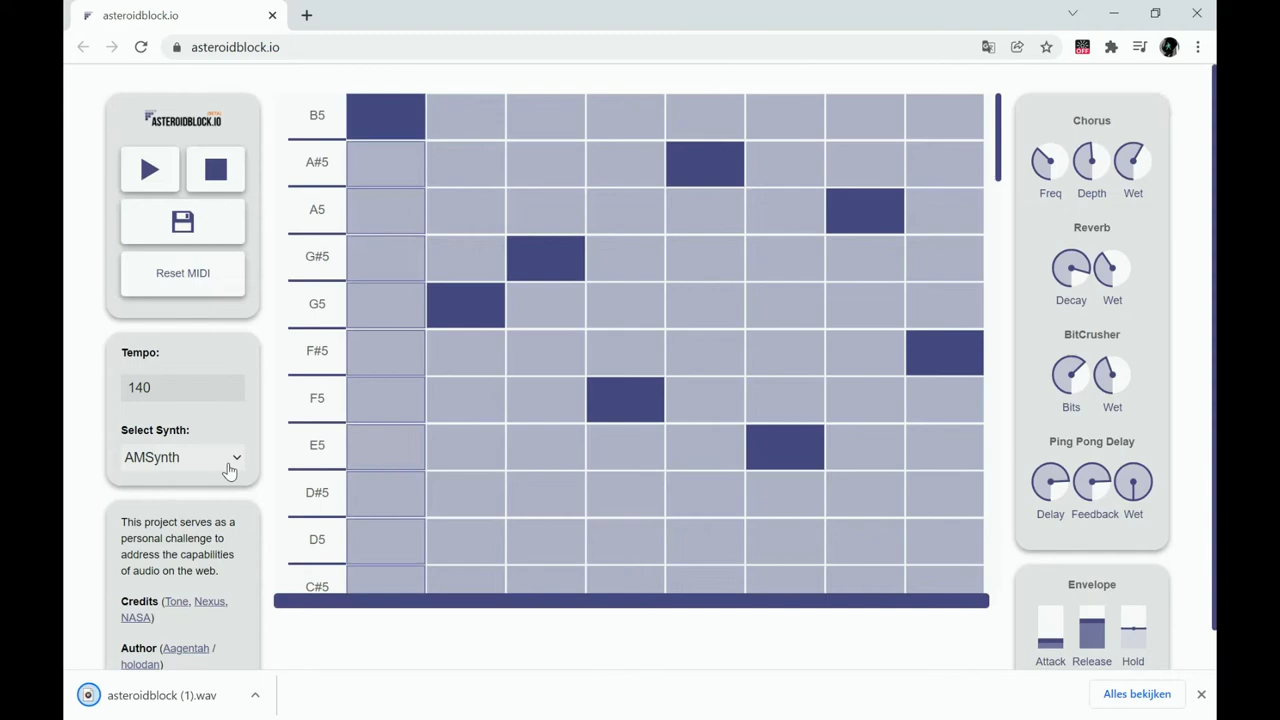 asteroidblock.io
asteroidblock.io
OFF
ASTEROIDBLOCK.IO
Reset MIDI
Tempo:
140
Select Synth:
AMSynth
This project serves as a
personal challenge to
address the capabilities
of audio on the web.
Credits (Tone, Nexus,
NASA)
Author (Aagentah /
holodan)
B5
A#5
A5
G#5
G5
F#5
F5
E5
D#5
D5
C#5
Chorus
Freq Depth Wet
Reverb
Decay Wet
BitCrusher
Bits Wet
Ping Pong Delay
Delay Feedback Wet
Envelope
Attack Release Hold
asteroidblock (1).wav
Alles bekijken